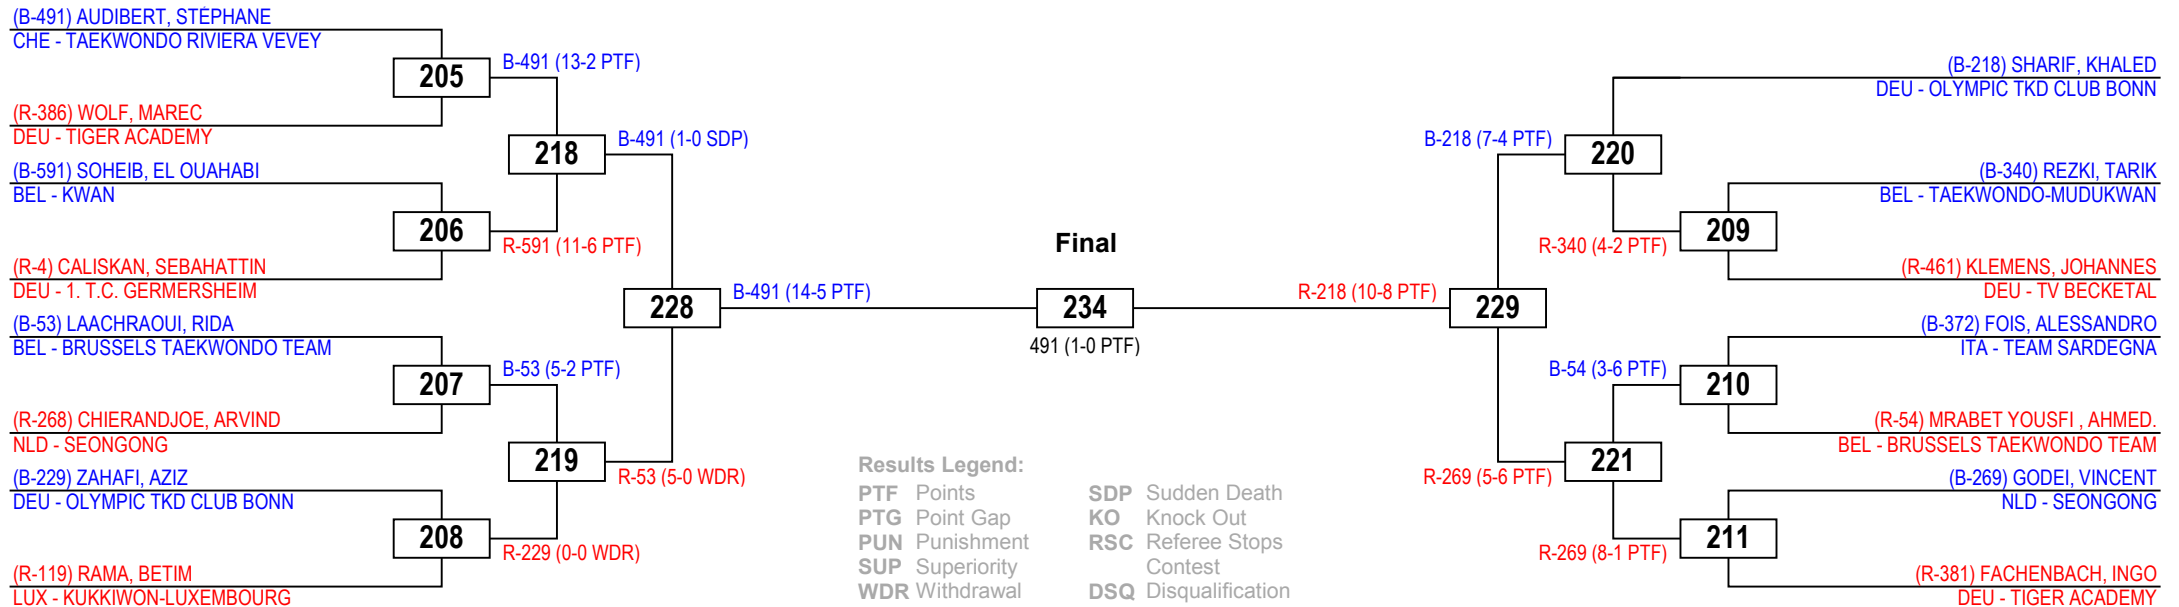 (B-491) AUDIBERT, STÉPHANE
CHE - TAEKWONDO RIVIERA VEVEY
205
B-491 (13-2 PTF)
(R-386) WOLF, MAREC
DEU - TIGER ACADEMY
218
B-491 (1-0 SDP)
(B-591) SOHEIB, EL OUAHABI
BEL - KWAN
206
R-591 (11-6 PTF)
(R-4) CALISKAN, SEBAHATTIN
DEU - 1. T.C. GERMERSHEIM
228
B-491 (14-5 PTF)
(B-53) LAACHRAOUI, RIDA
BEL - BRUSSELS TAEKWONDO TEAM
207
B-53 (5-2 PTF)
(R-268) CHIERANDJOE, ARVIND
NLD - SEONGONG
219
R-53 (5-0 WDR)
(B-229) ZAHAFI, AZIZ
DEU - OLYMPIC TKD CLUB BONN
208
R-229 (0-0 WDR)
(R-119) RAMA, BETIM
LUX - KUKKIWON-LUXEMBOURG
Final
234
491 (1-0 PTF)
Results Legend:
PTF Points
PTG Point Gap
PUN Punishment
SUP Superiority
WDR Withdrawal
SDP Sudden Death
KO Knock Out
RSC Referee Stops
Contest
DSQ Disqualification
(B-218) SHARIF, KHALED
DEU - OLYMPIC TKD CLUB BONN
B-218 (7-4 PTF)
220
(B-340) REZKI, TARIK
BEL - TAEKWONDO-MUDUKWAN
R-340 (4-2 PTF)
209
(R-461) KLEMENS, JOHANNES
DEU - TV BECKETAL
R-218 (10-8 PTF)
229
(B-372) FOIS, ALESSANDRO
ITA - TEAM SARDEGNA
B-54 (3-6 PTF)
210
(R-54) MRABET YOUSFI , AHMED.
BEL - BRUSSELS TAEKWONDO TEAM
R-269 (5-6 PTF)
221
(B-269) GODEI, VINCENT
NLD - SEONGONG
R-269 (8-1 PTF)
211
(R-381) FACHENBACH, INGO
DEU - TIGER ACADEMY